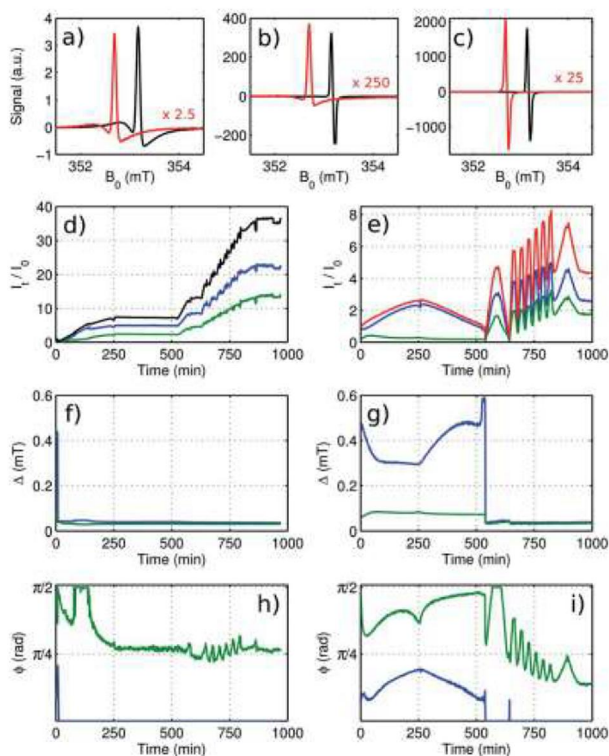 a)
b)
c)
Signal (a.u.)
4
3
2
1
0
-1
x 2.5
352
354
B0 (mT)
400
200
0
-200
x 250
352
354
B0 (mT)
2000
1000
0
-1000
x 25
352
354
B0 (mT)
d)
It / I0
40
30
20
10
0
0 250 500 750 1000
Time (min)
e)
It / I0
8
6
4
2
0
0 250 500 750 1000
Time (min)
f)
Δ (mT)
0.6
0.4
0.2
0
0 250 500 750 1000
Time (min)
g)
Δ (mT)
0.6
0.4
0.2
0
0 250 500 750 1000
Time (min)
h)
ϕ (rad)
π/2
π/4
0 250 500 750 1000
Time (min)
i)
ϕ (rad)
π/2
π/4
0 250 500 750 1000
Time (min)